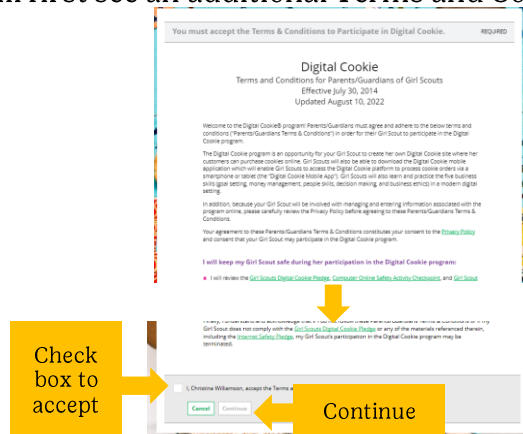 first see an additional Terms and Co
You must accept the Terms & Conditions to Participate in Digital Cookie. REQUIRED
Digital Cookie
Terms and Conditions for Parents/Guardians of Girl Scouts
Effective July 30, 2014
Updated August 10, 2022
Welcome to the Digital Cookie® program! Parents/Guardians must agree and adhere to the below terms and
conditions ("Parents/Guardians Terms & Conditions") in order for their Girl Scout to participate in the Digital
Cookie program.
The Digital Cookie program is an opportunity for your Girl Scout to create her own Digital Cookie site where her
customers can purchase cookies online. Girl Scouts will also be able to download the Digital Cookie mobile
application which will enable Girl Scouts to access the Digital Cookie platform to process cookie orders via a
smartphone or tablet (the "Digital Cookie Mobile App"). Girl Scouts will also learn and practice the five business
skills (goal setting, money management, people skills, decision making, and business ethics) in a modern digital
setting.
In addition, because your Girl Scout will be involved with managing and entering information associated with the
program online, please carefully review the Privacy Policy before agreeing to these Parents/Guardians Terms &
Conditions.
Your agreement to these Parents/Guardians Terms & Conditions constitutes your consent to the Privacy Policy
and consent that your Girl Scout may participate in the Digital Cookie program.
I will keep my Girl Scout safe during her participation in the Digital Cookie program:
I will review the Girl Scouts Digital Cookie Pledge, Computer Online Safety Activity Checkpoint, and Girl Scout
Girl Scout does not comply with the Girl Scouts Digital Cookie Pledge or any of the materials referenced therein,
including the Internet Safety Pledge, my Girl Scout's participation in the Digital Cookie program may be
terminated.
Check
box to
accept
I, Christine Williamson, accept the Terms a
Cancel Continue
Continue